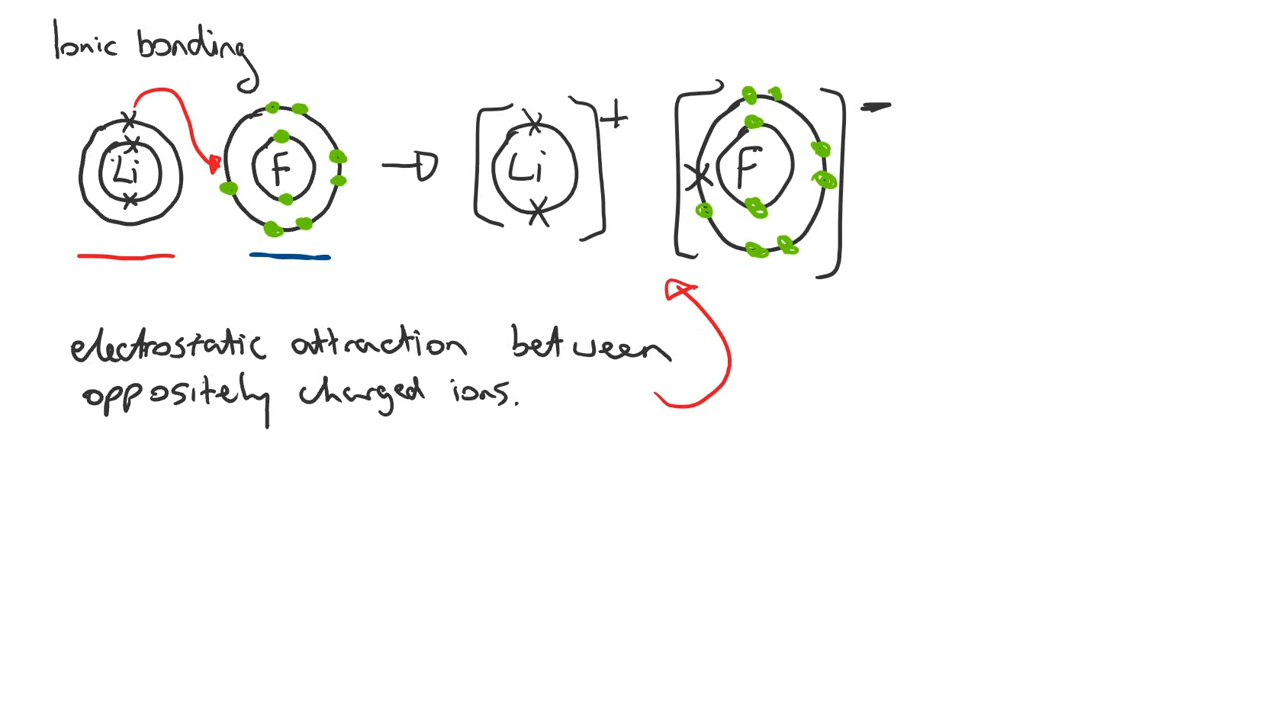 Ionic bonding
Li F → [Li]+ [F]-
electrostatic attraction between
oppositely charged ions.